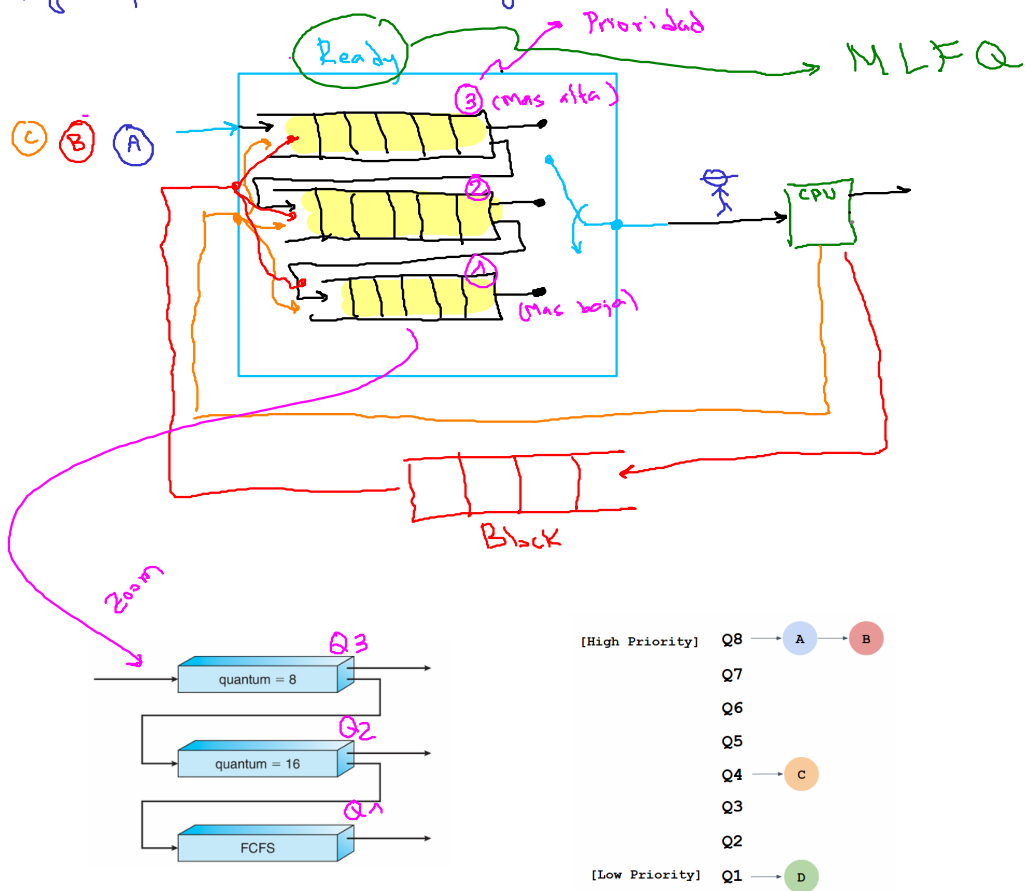 Prioridad
Ready
MLFQ
3 (mas alta)
C B A
2
CPU
1
(mas baja)
Block
zoom
Q3
quantum = 8
Q2
quantum = 16
Q1
FCFS
[High Priority] Q8 A B
Q7
Q6
Q5
Q4 C
Q3
Q2
[Low Priority] Q1 D